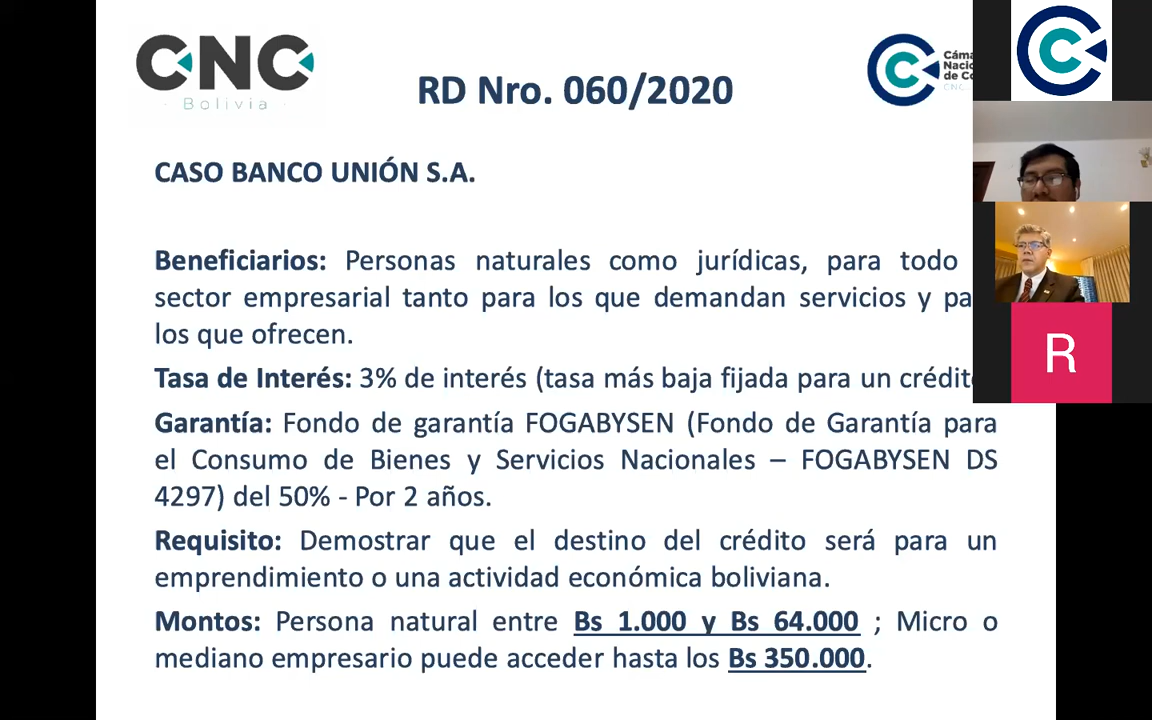 CNC
Bolivia
RD Nro. 060/2020
CNC
CASO BANCO UNIÓN S.A.
Beneficiarios: Personas naturales como jurídicas, para todo
sector empresarial tanto para los que demandan servicios y
los que ofrecen.
Tasa de Interés: 3% de interés (tasa más baja fijada para un
Garantía: Fondo de garantía FOGABYSEN (Fondo de Garantía para
el Consumo de Bienes y Servicios Nacionales – FOGABYSEN DS
4297) del 50% - Por 2 años.
Requisito: Demostrar que el destino del crédito será para un
emprendimiento o una actividad económica boliviana.
Montos: Persona natural entre Bs 1.000 y Bs 64.000 ; Micro o
mediano empresario puede acceder hasta los Bs 350.000.
R